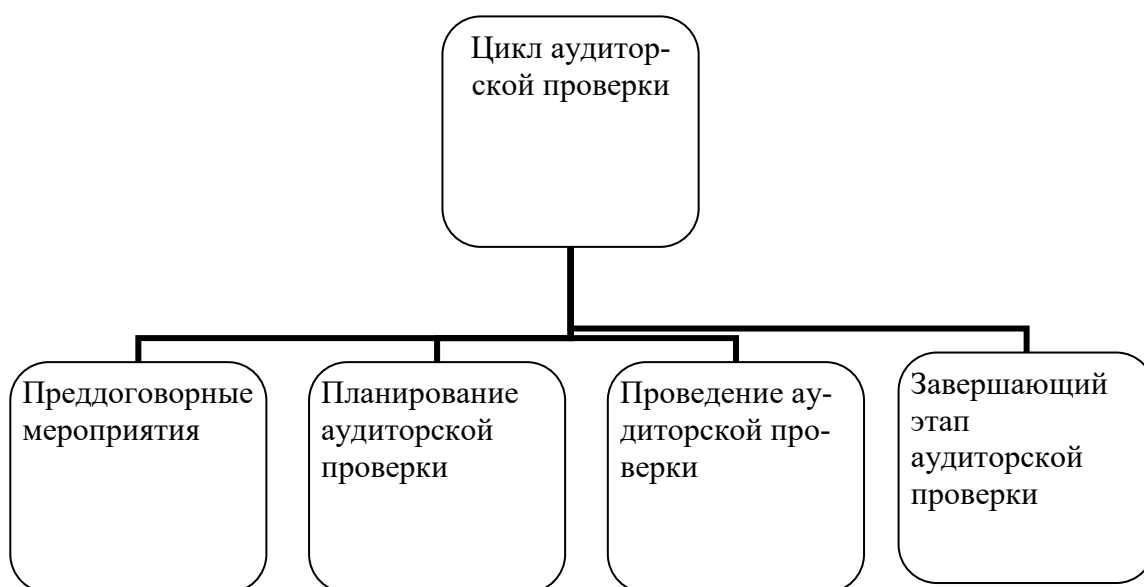 Цикл аудитор-
ской проверки
Преддоговорные
мероприятия
Планирование
аудиторской
проверки
Проведение ау-
диторской про-
верки
Завершающий
этап
аудиторской
проверки